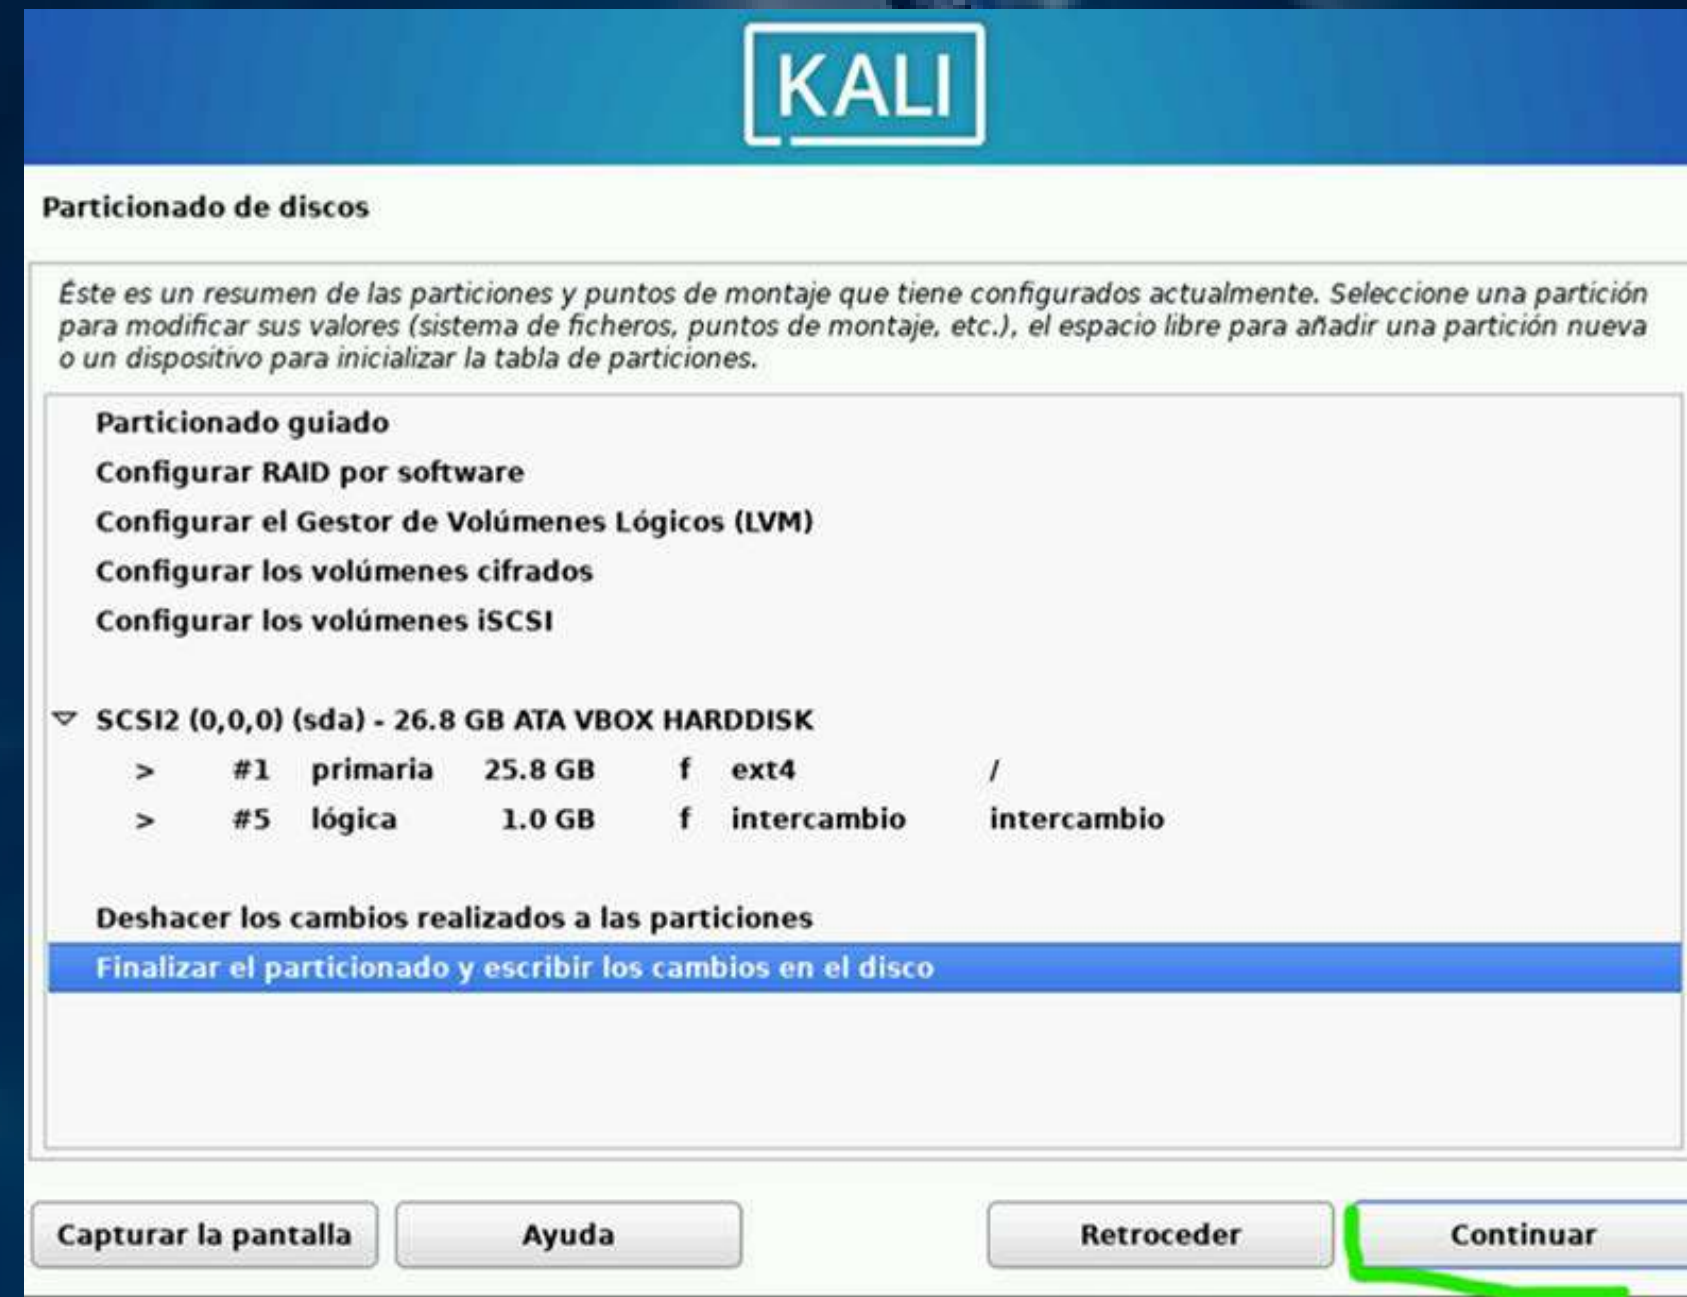 KALI
Particionado de discos
Éste es un resumen de las particiones y puntos de montaje que tiene configurados actualmente. Seleccione una partición
para modificar sus valores (sistema de ficheros, puntos de montaje, etc.), el espacio libre para añadir una partición nueva
o un dispositivo para inicializar la tabla de particiones.
Particionado guiado
Configurar RAID por software
Configurar el Gestor de Volúmenes Lógicos (LVM)
Configurar los volúmenes cifrados
Configurar los volúmenes iSCSI
SCSI2 (0,0,0) (sda) - 26.8 GB ATA VBOX HARDDISK
> #1 primaria 25.8 GB f ext4 /
> #5 lógica 1.0 GB f intercambio intercambio
Deshacer los cambios realizados a las particiones
Finalizar el particionado y escribir los cambios en el disco
Capturar la pantalla Ayuda Retroceder Continuar